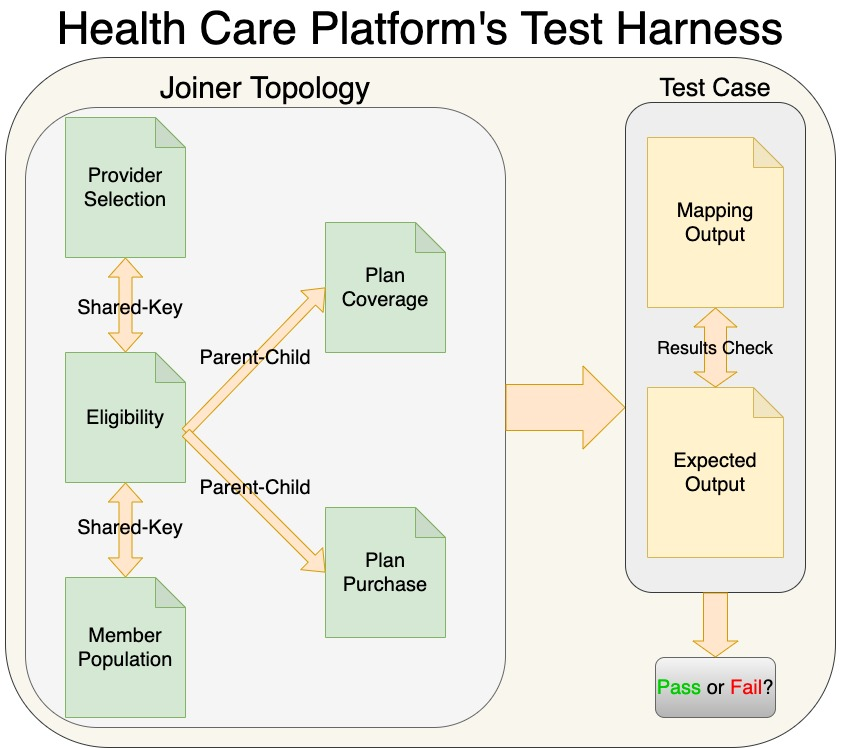 Health Care Platform's Test Harness
Joiner Topology
Provider
Selection
Shared-Key
Eligibility
Shared-Key
Member
Population
Parent-Child
Plan
Coverage
Parent-Child
Plan
Purchase
Test Case
Mapping
Output
Results Check
Expected
Output
Pass or Fail?